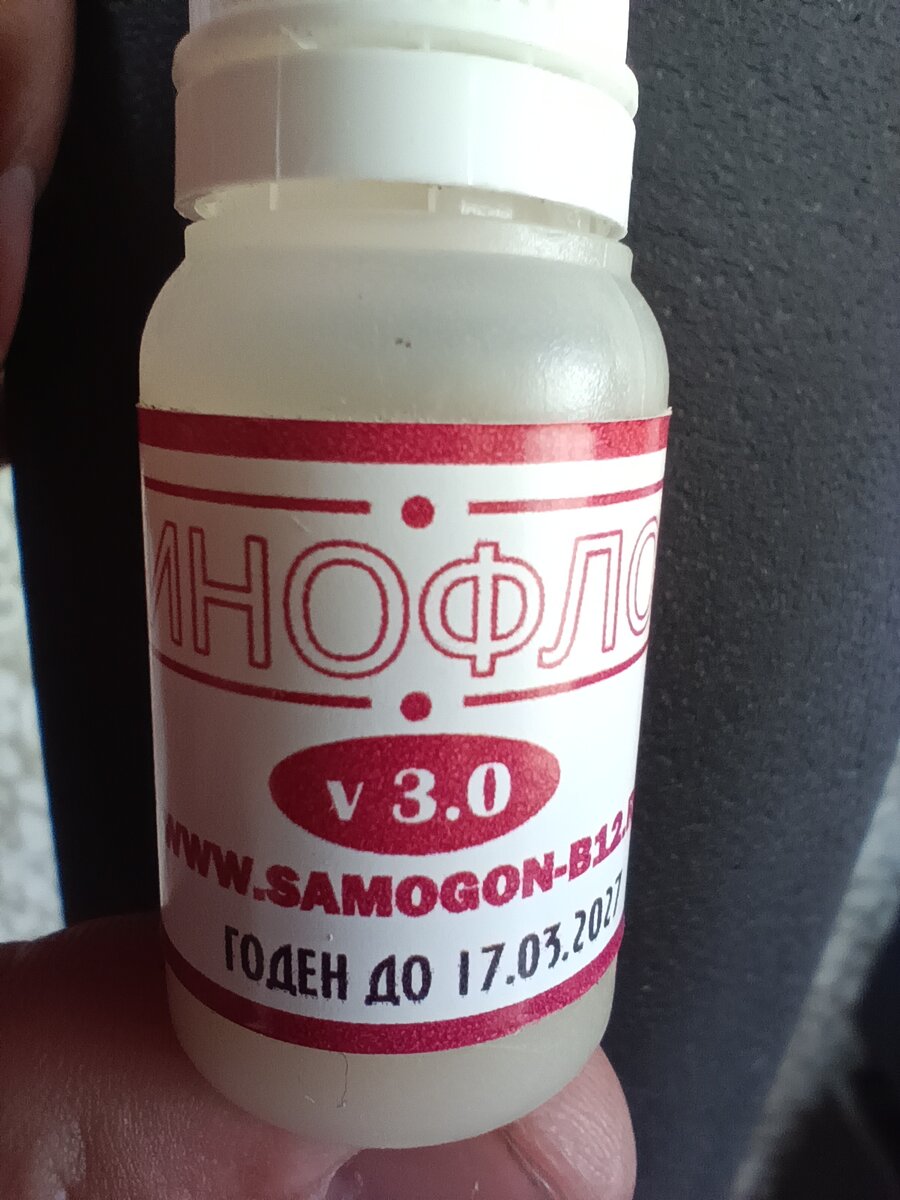 ИНОФЛО
v 3.0
WWW.SAMOGON-B12.
ГОДЕН ДО 17.03.2027